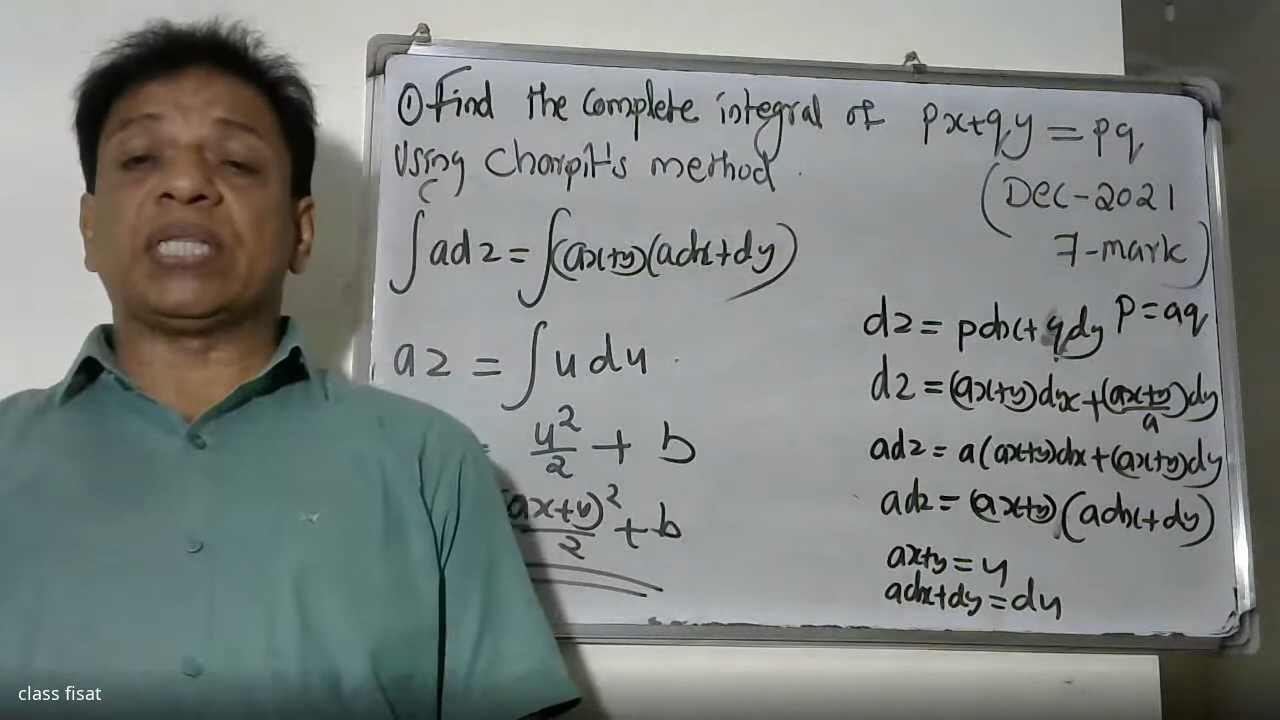 ① Find the complete integral of px+qy = pq
Using Charpit's method.
(Dec-2021
7-mark)
∫adz = ∫(ax+y)(adx+dy)
az = ∫u du
= u²/2 + b
(ax+y)²/2 + b
dz = pdx + qdy p = aq
dz = (ax+y)dx + (ax+y)/a dy
adz = a(ax+y)dx + (ax+y)dy
adz = (ax+y)(adx+dy)
ax+y = u
adx+dy = du
class fisat